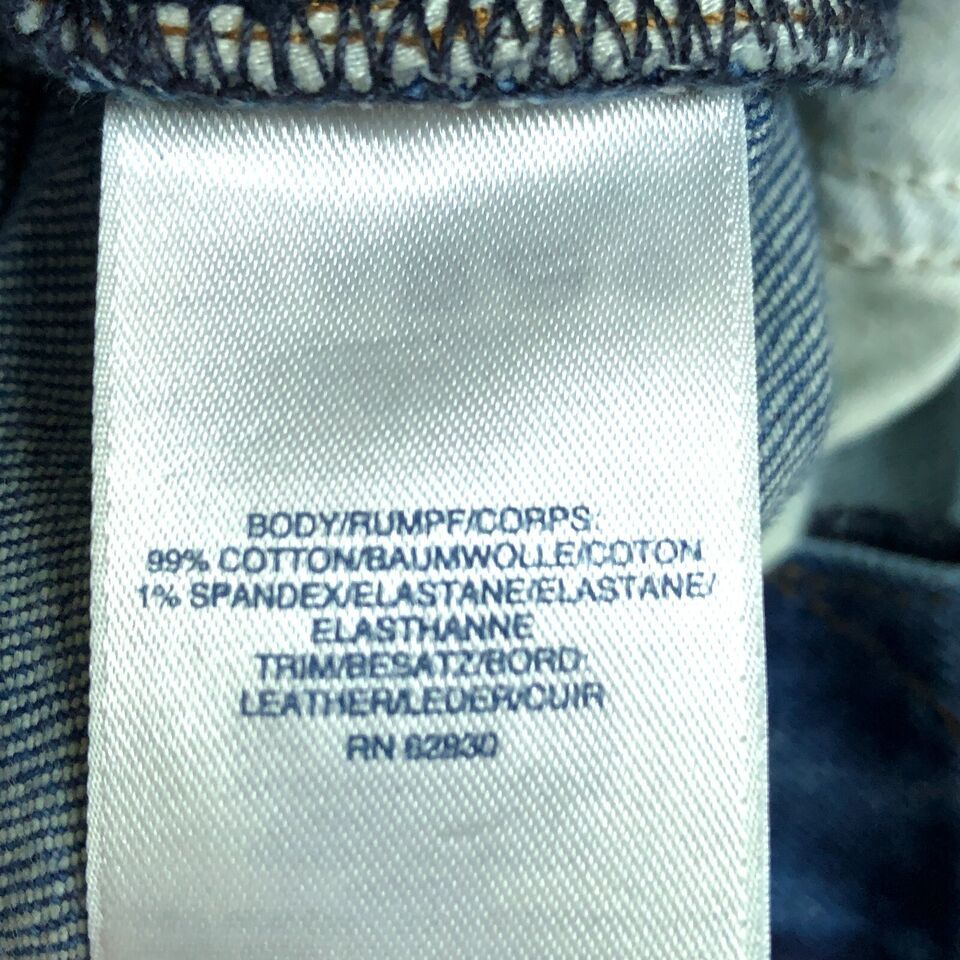 BODY/RUMPF/CORPS:
99% COTTON/BAUMWOLLE/COTON
1% SPANDEX/ELASTANE/ELASTANE/
ELASTHANNE
TRIM/BESATZ/BORD:
LEATHER/LEDER/CUIR
RN 62930